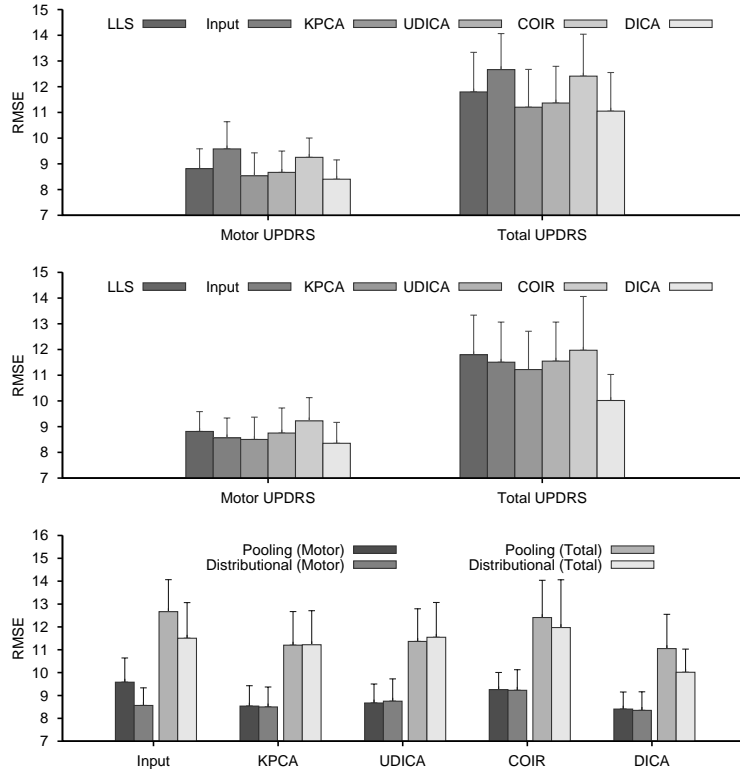 15
14
13
12
11
10
9
8
7
RMSE
LLS Input KPCA UDICA COIR DICA
Motor UPDRS Total UPDRS
15
14
13
12
11
10
9
8
7
RMSE
LLS Input KPCA UDICA COIR DICA
Motor UPDRS Total UPDRS
16
15
14
13
12
11
10
9
8
7
RMSE
Pooling (Motor) Pooling (Total)
Distributional (Motor) Distributional (Total)
Input KPCA UDICA COIR DICA